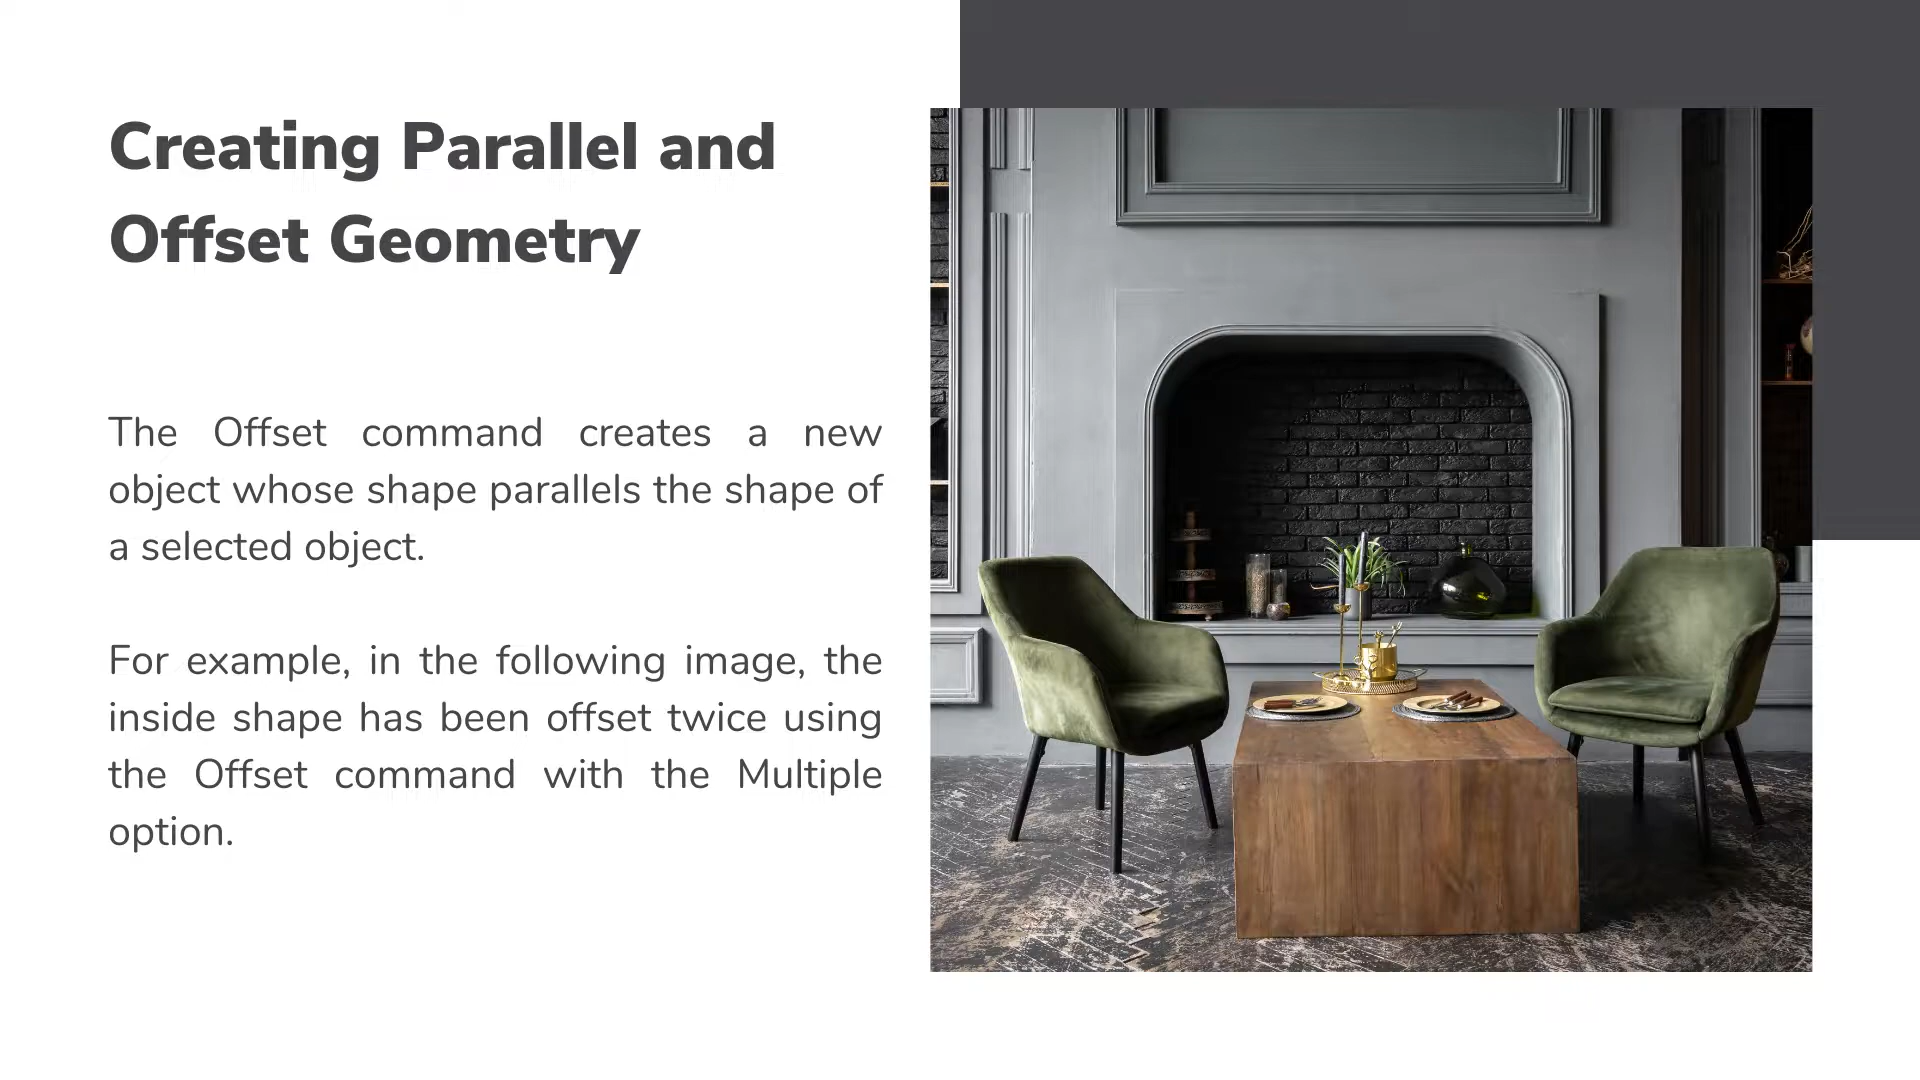 Creating Parallel and
Offset Geometry
The Offset command creates a new
object whose shape parallels the shape of
a selected object.
For example, in the following image, the
inside shape has been offset twice using
the Offset command with the Multiple
option.